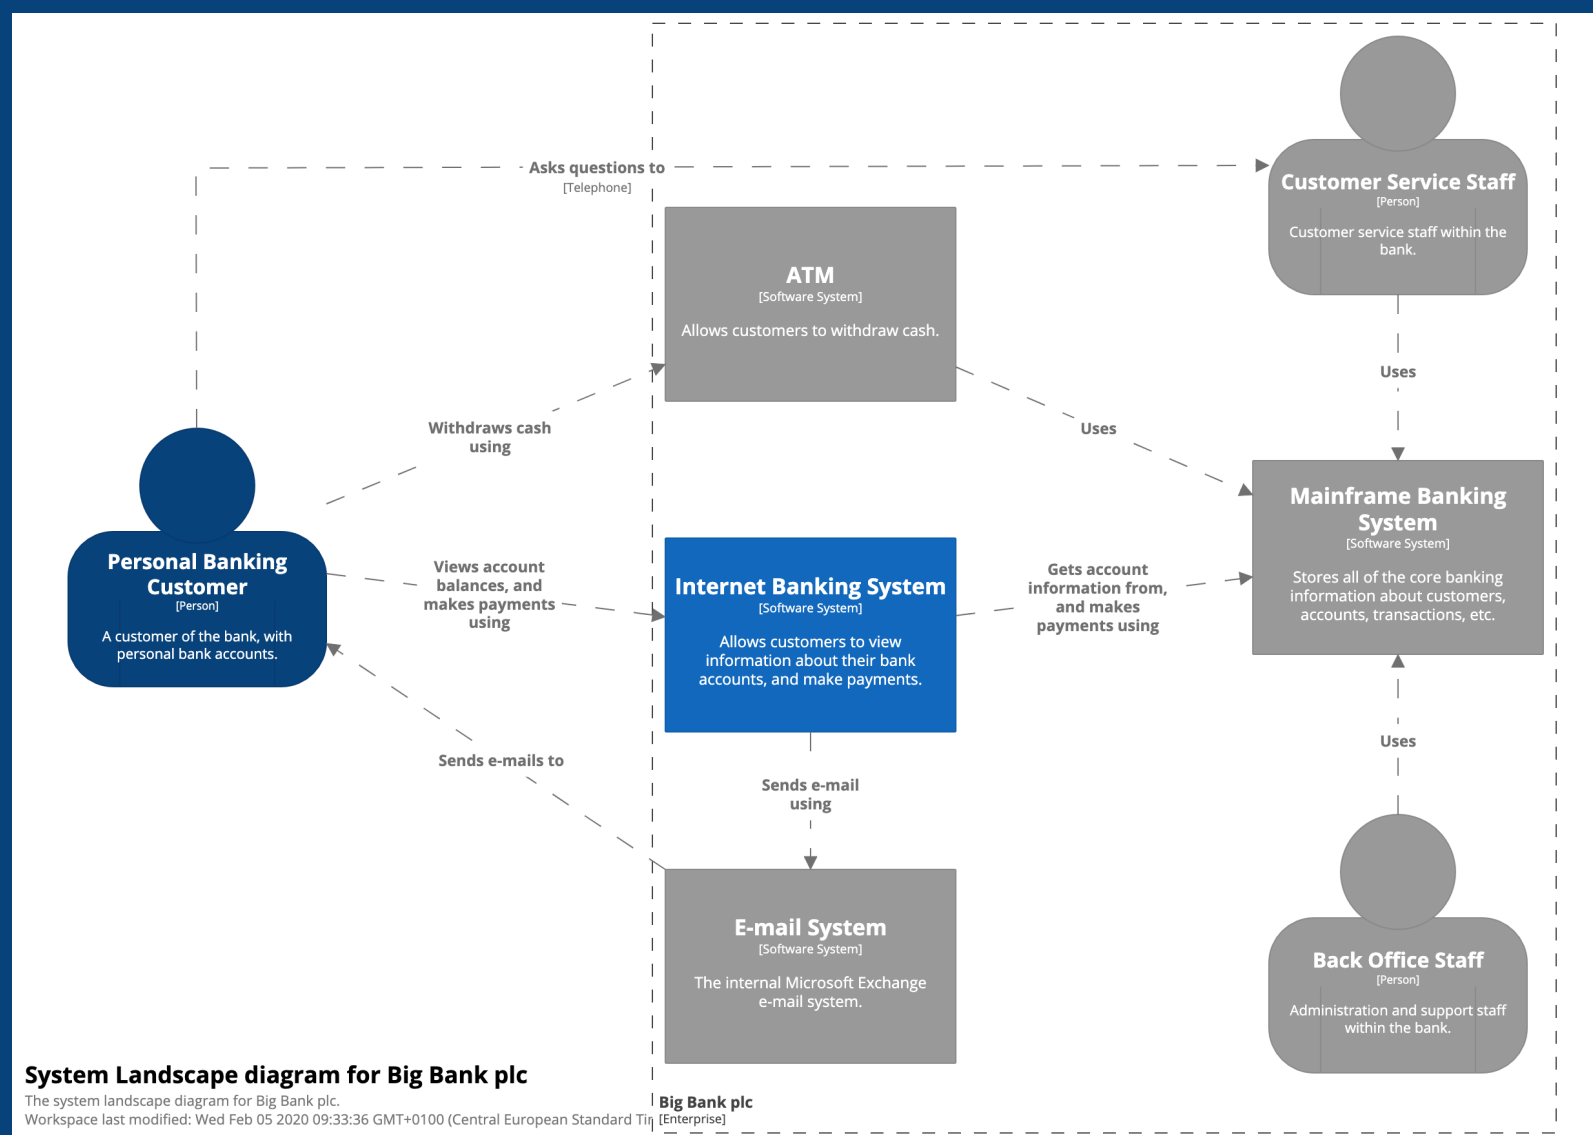 Asks questions to
[Telephone]
Customer Service Staff
[Person]
Customer service staff within the
bank.
ATM
[Software System]
Allows customers to withdraw cash.
Uses
Withdraws cash
using
Uses
Mainframe Banking
System
[Software System]
Stores all of the core banking
information about customers,
accounts, transactions, etc.
Personal Banking
Customer
[Person]
A customer of the bank, with
personal bank accounts.
Views account
balances, and
makes payments
using
Internet Banking System
[Software System]
Allows customers to view
information about their bank
accounts, and make payments.
Gets account
information from,
and makes
payments using
Sends e-mails to
Sends e-mail
using
Uses
E-mail System
[Software System]
The internal Microsoft Exchange
e-mail system.
Back Office Staff
[Person]
Administration and support staff
within the bank.
System Landscape diagram for Big Bank plc
The system landscape diagram for Big Bank plc.
Workspace last modified: Wed Feb 05 2020 09:33:36 GMT+0100 (Central European Standard
Big Bank plc
[Enterprise]